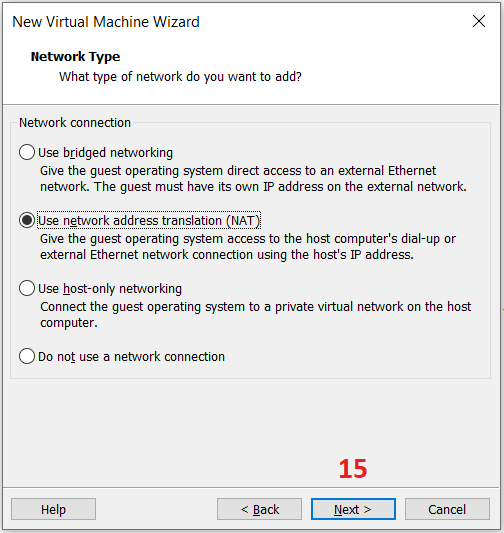 New Virtual Machine Wizard
Network Type
What type of network do you want to add?
Network connection
Use bridged networking
Give the guest operating system direct access to an external Ethernet
network. The guest must have its own IP address on the external network.
Use network address translation (NAT)
Give the guest operating system access to the host computer's dial-up or
external Ethernet network connection using the host's IP address.
Use host-only networking
Connect the guest operating system to a private virtual network on the host
computer.
Do not use a network connection
15
Help
< Back
Next >
Cancel